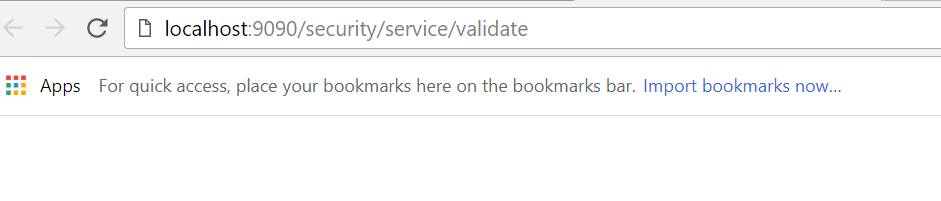 localhost:9090/security/service/validate
Apps For quick access, place your bookmarks here on the bookmarks bar. Import bookmarks now...